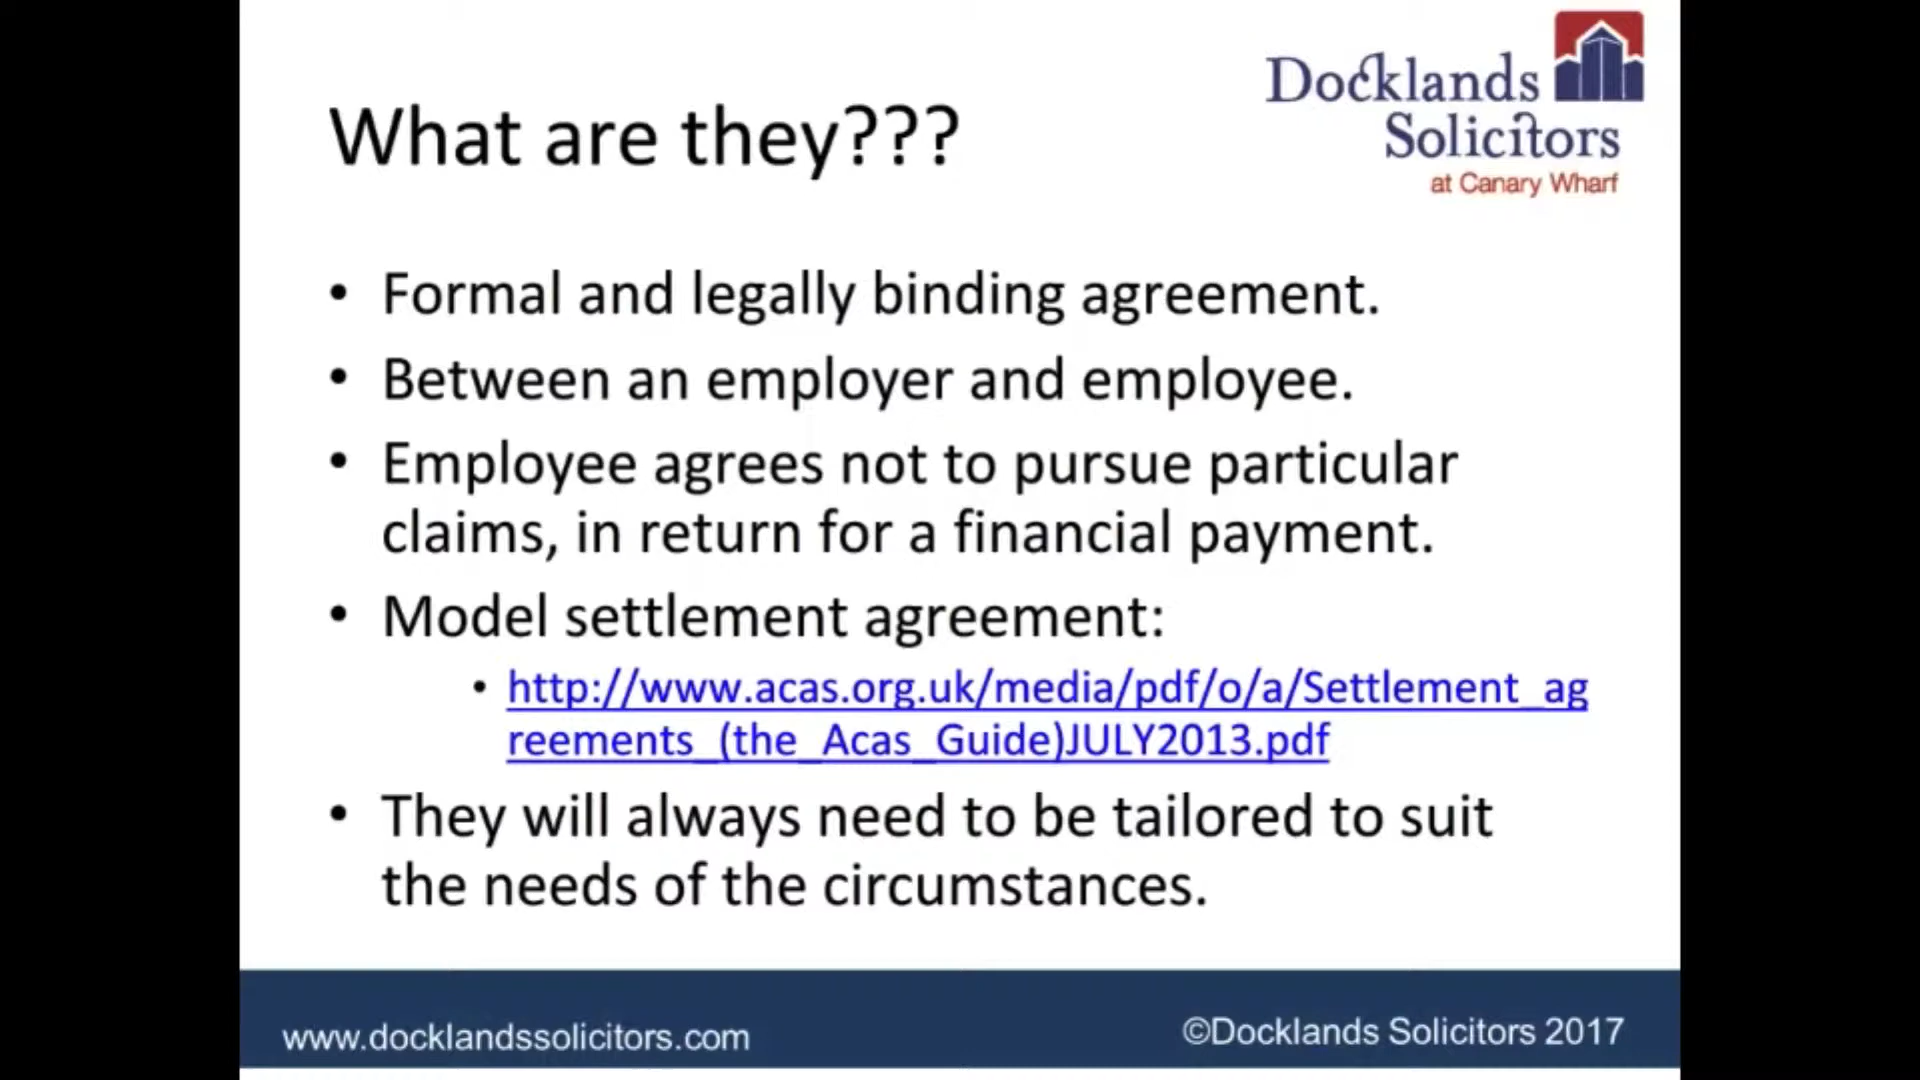 Docklands
Solicitors
at Canary Wharf
What are they???
• Formal and legally binding agreement.
• Between an employer and employee.
• Employee agrees not to pursue particular
claims, in return for a financial payment.
• Model settlement agreement:
• http://www.acas.org.uk/media/pdf/o/a/Settlement_ag
reements_(the_Acas_Guide)JULY2013.pdf
• They will always need to be tailored to suit
the needs of the circumstances.
www.docklandssolicitors.com
©Docklands Solicitors 2017